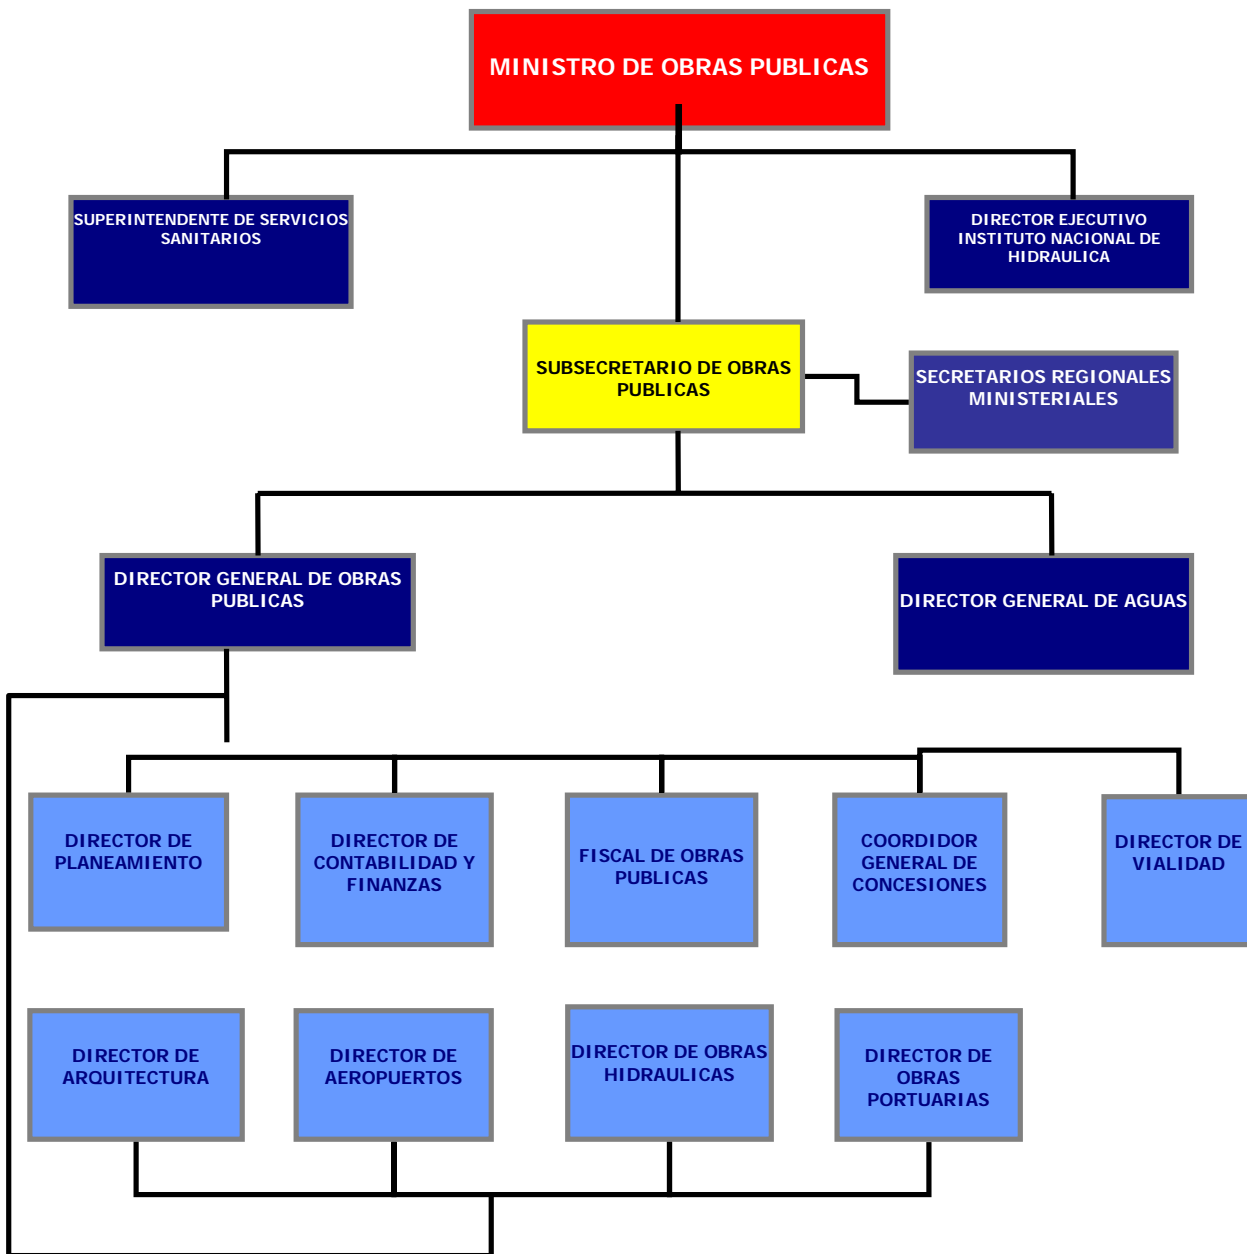 MINISTRO DE OBRAS PUBLICAS
SUPERINTENDENTE DE SERVICIOS
SANITARIOS
DIRECTOR EJECUTIVO
INSTITUTO NACIONAL DE
HIDRAULICA
SUBSECRETARIO DE OBRAS
PUBLICAS
SECRETARIOS REGIONALES
MINISTERIALES
DIRECTOR GENERAL DE OBRAS
PUBLICAS
DIRECTOR GENERAL DE AGUAS
DIRECTOR DE
PLANEAMIENTO
DIRECTOR DE
CONTABILIDAD Y
FINANZAS
FISCAL DE OBRAS
PUBLICAS
COORDIDOR
GENERAL DE
CONCESIONES
DIRECTOR DE
VIALIDAD
DIRECTOR DE
ARQUITECTURA
DIRECTOR DE
AEROPUERTOS
DIRECTOR DE OBRAS
HIDRAULICAS
DIRECTOR DE
OBRAS
PORTUARIAS